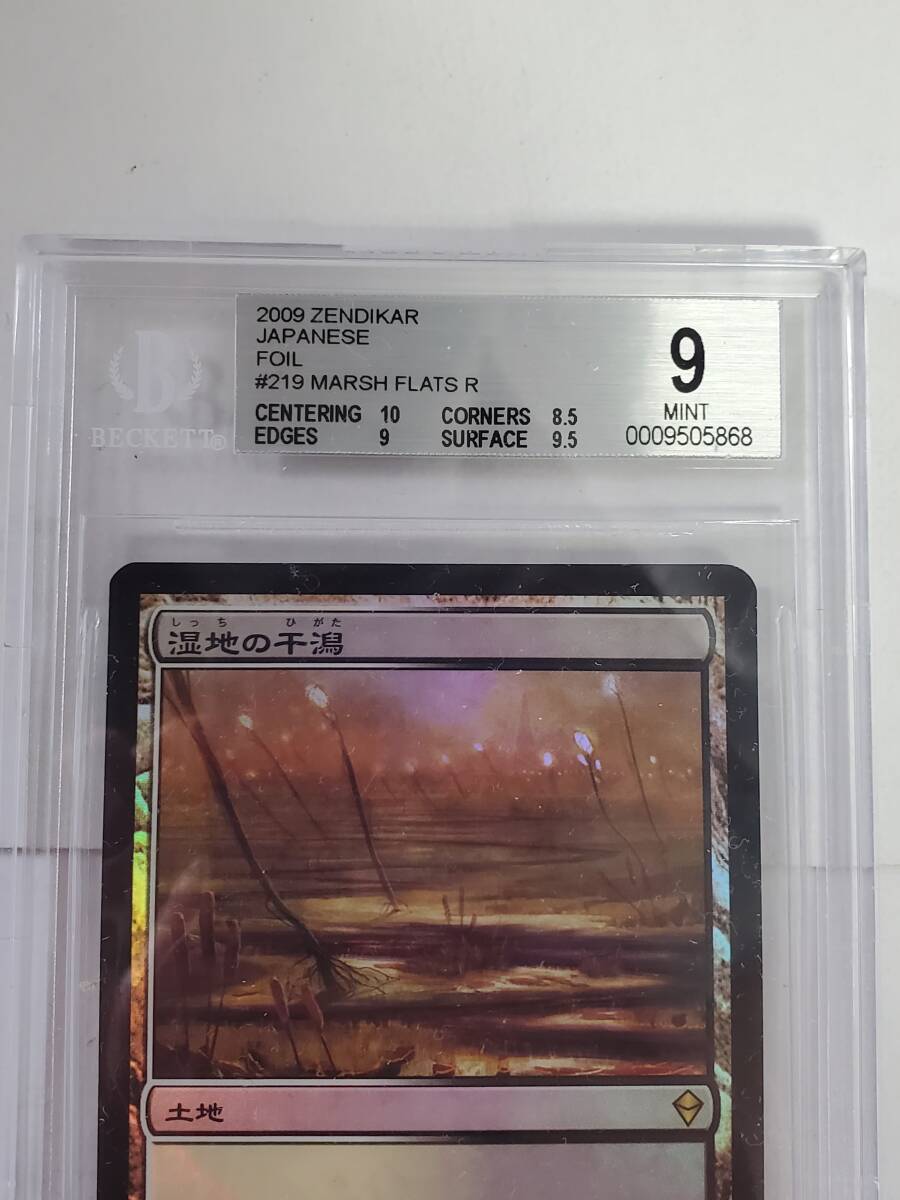 2009 ZENDIKAR
JAPANESE
FOIL
#219 MARSH FLATS R
CENTERING 10 CORNERS 8.5
EDGES 9 SURFACE 9.5
9
MINT
0009505868
B
BECKETT®
しっち ひがた
湿地の干潟
土地